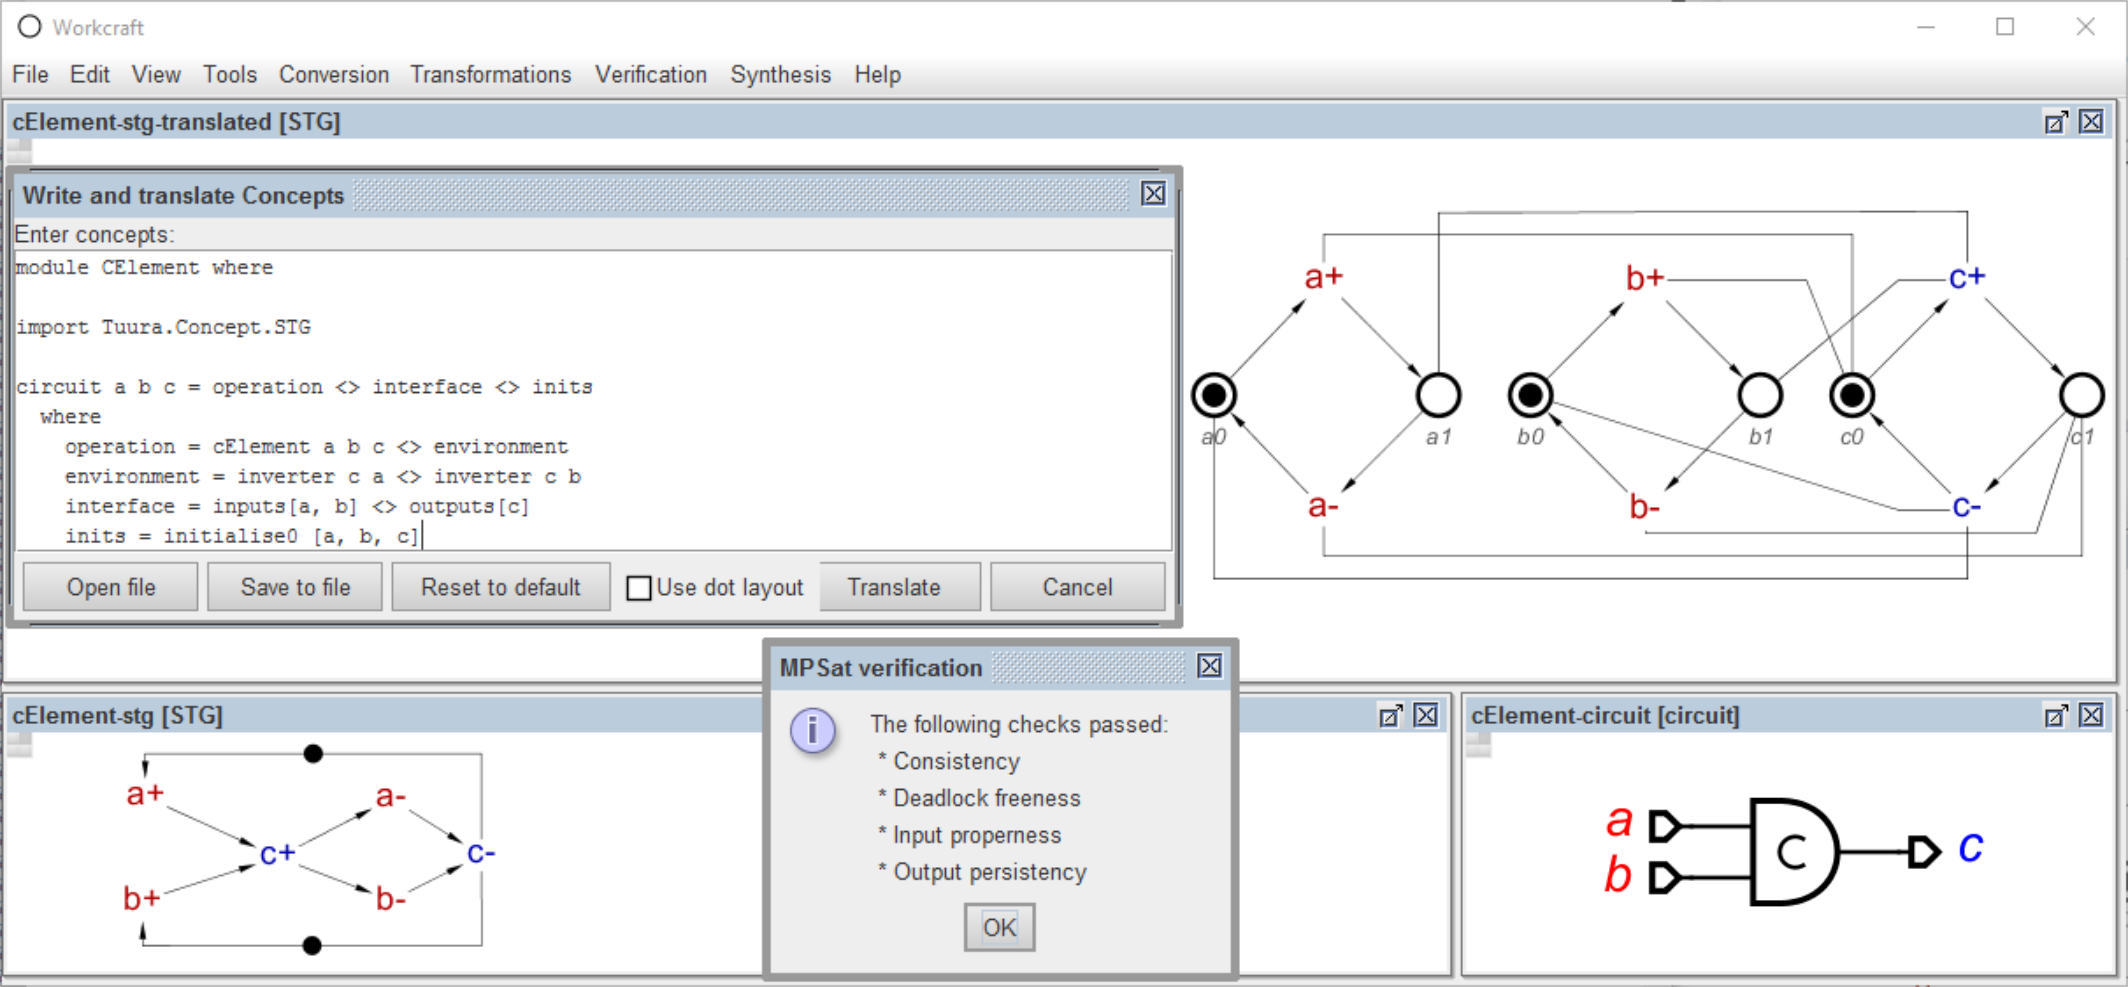 Workcraft
File Edit View Tools Conversion Transformations Verification Synthesis Help
cElement-stg-translated [STG]
Write and translate Concepts
Enter concepts:
module CElement where
import Tuura.Concept.STG
circuit a b c = operation <> interface <> inits
where
operation = cElement a b c <> environment
environment = inverter c a <> inverter c b
interface = inputs[a, b] <> outputs[c]
inits = initialise0 [a, b, c]
Open file Save to file Reset to default Use dot layout Translate Cancel
a+ b+ c+
a0 a1 b0 b1 c0 c1
a- b- c-
cElement-stg [STG]
a+ a-
c+ c-
b+ b-
MPSat verification
i
The following checks passed:
* Consistency
* Deadlock freeness
* Input properness
* Output persistency
OK
cElement-circuit [circuit]
a
b
C
c